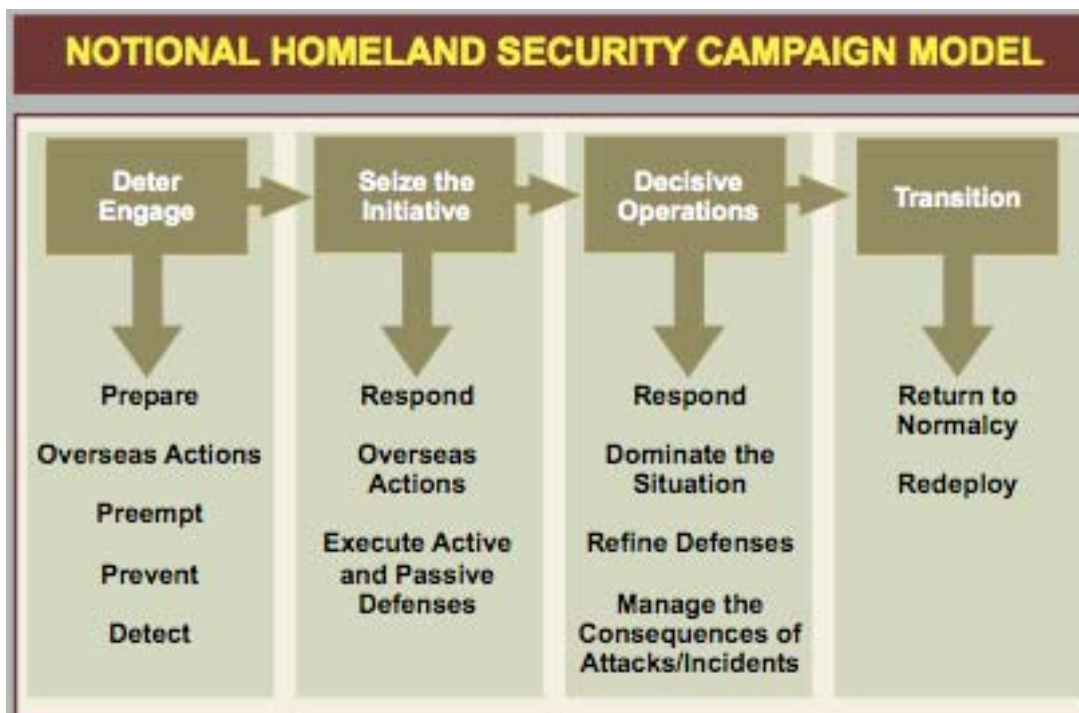 NOTIONAL HOMELAND SECURITY CAMPAIGN MODEL
Deter
Engage
Prepare
Overseas Actions
Preempt
Prevent
Detect
Seize the
Initiative
Respond
Overseas
Actions
Execute Active
and Passive
Defenses
Decisive
Operations
Respond
Dominate the
Situation
Refine Defenses
Manage the
Consequences of
Attacks/Incidents
Transition
Return to
Normalcy
Redeploy